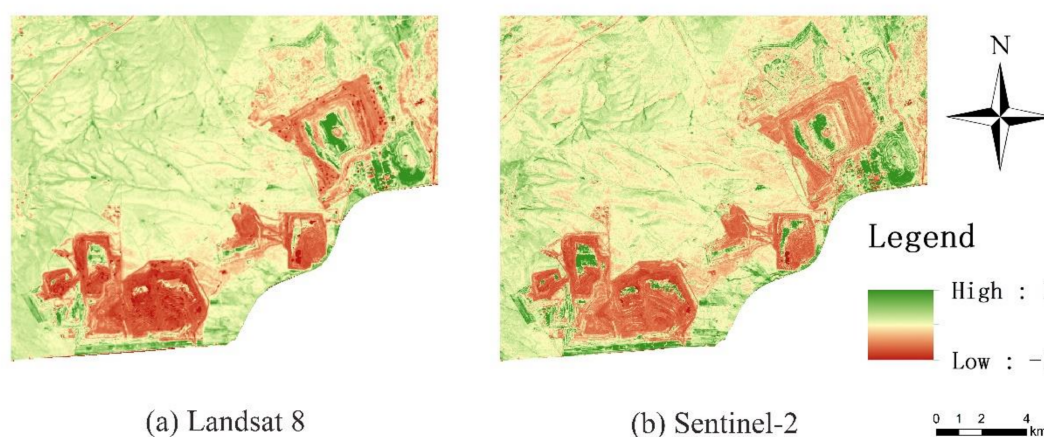 N
Legend
High :
Low : -
(a) Landsat 8
(b) Sentinel-2
0 1 2 4
km